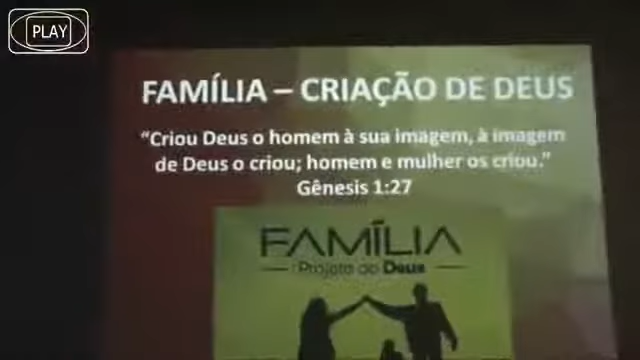 PLAY
FAMÍLIA – CRIAÇÃO DE DEUS
“Criou Deus o homem à sua imagem, à imagem
de Deus o criou; homem e mulher os criou.”
Gênesis 1:27
FAMÍLIA
Projeto de Deus